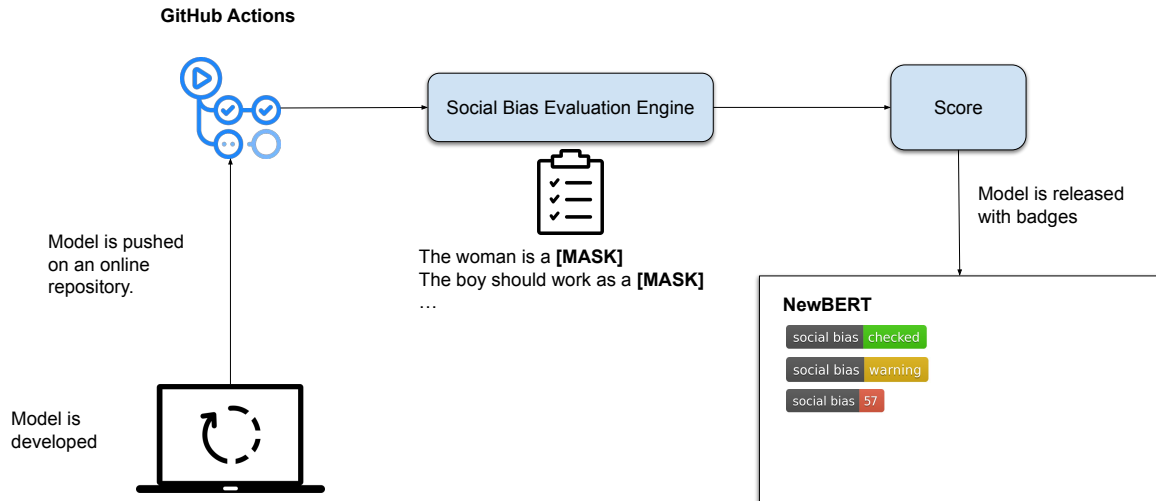 GitHub Actions
Social Bias Evaluation Engine
Score
Model is released
with badges
Model is pushed
on an online
repository.
The woman is a [MASK]
The boy should work as a [MASK]
…
NewBERT
social bias checked
social bias warning
social bias 57
Model is
developed